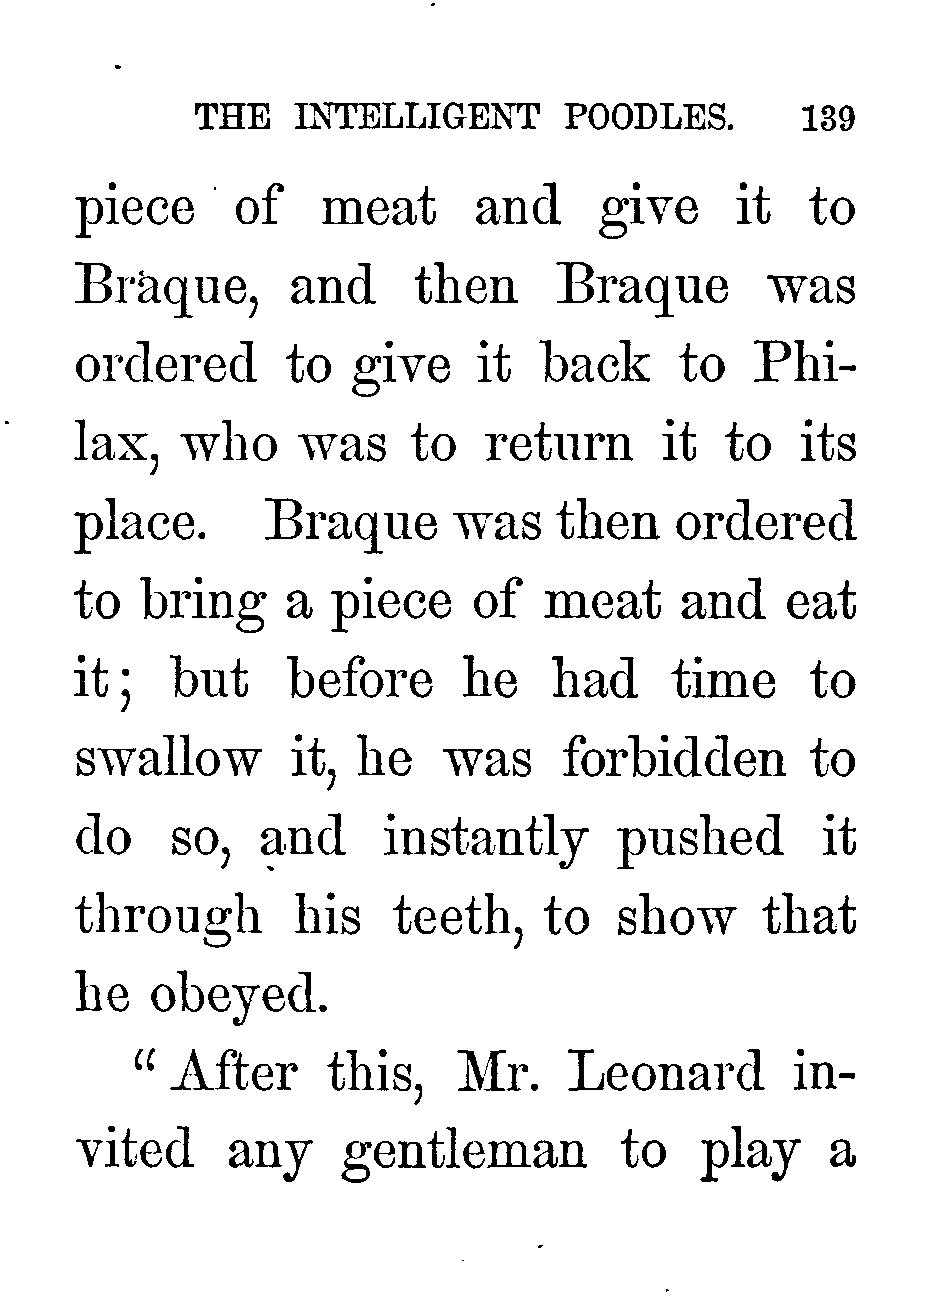 THE INTELLIGENT POODLES. 139
piece of meat and give it to
Braque, and then Braque was
ordered to give it back to Phi-
lax, who was to return it to its
place. Braque was then ordered
to bring a piece of meat and eat
it; but before he had time to
swallow it, he was forbidden to
do so, and instantly pushed it
through his teeth, to show that
he obeyed.
“After this, Mr. Leonard in-
vited any gentleman to play a